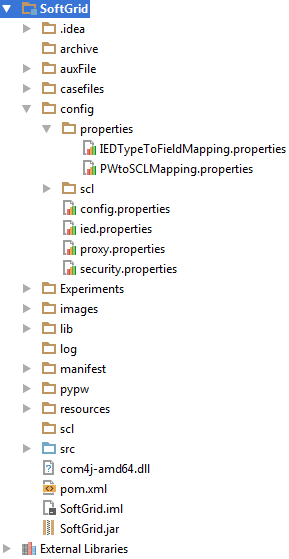 SoftGrid
.idea
archive
auxFile
casefiles
config
properties
IEDTypeToFieldMapping.properties
PWtoSCLMapping.properties
scl
config.properties
ied.properties
proxy.properties
security.properties
Experiments
images
lib
log
manifest
pypw
resources
scl
src
com4j-amd64.dll
pom.xml
SoftGrid.iml
SoftGrid.jar
External Libraries